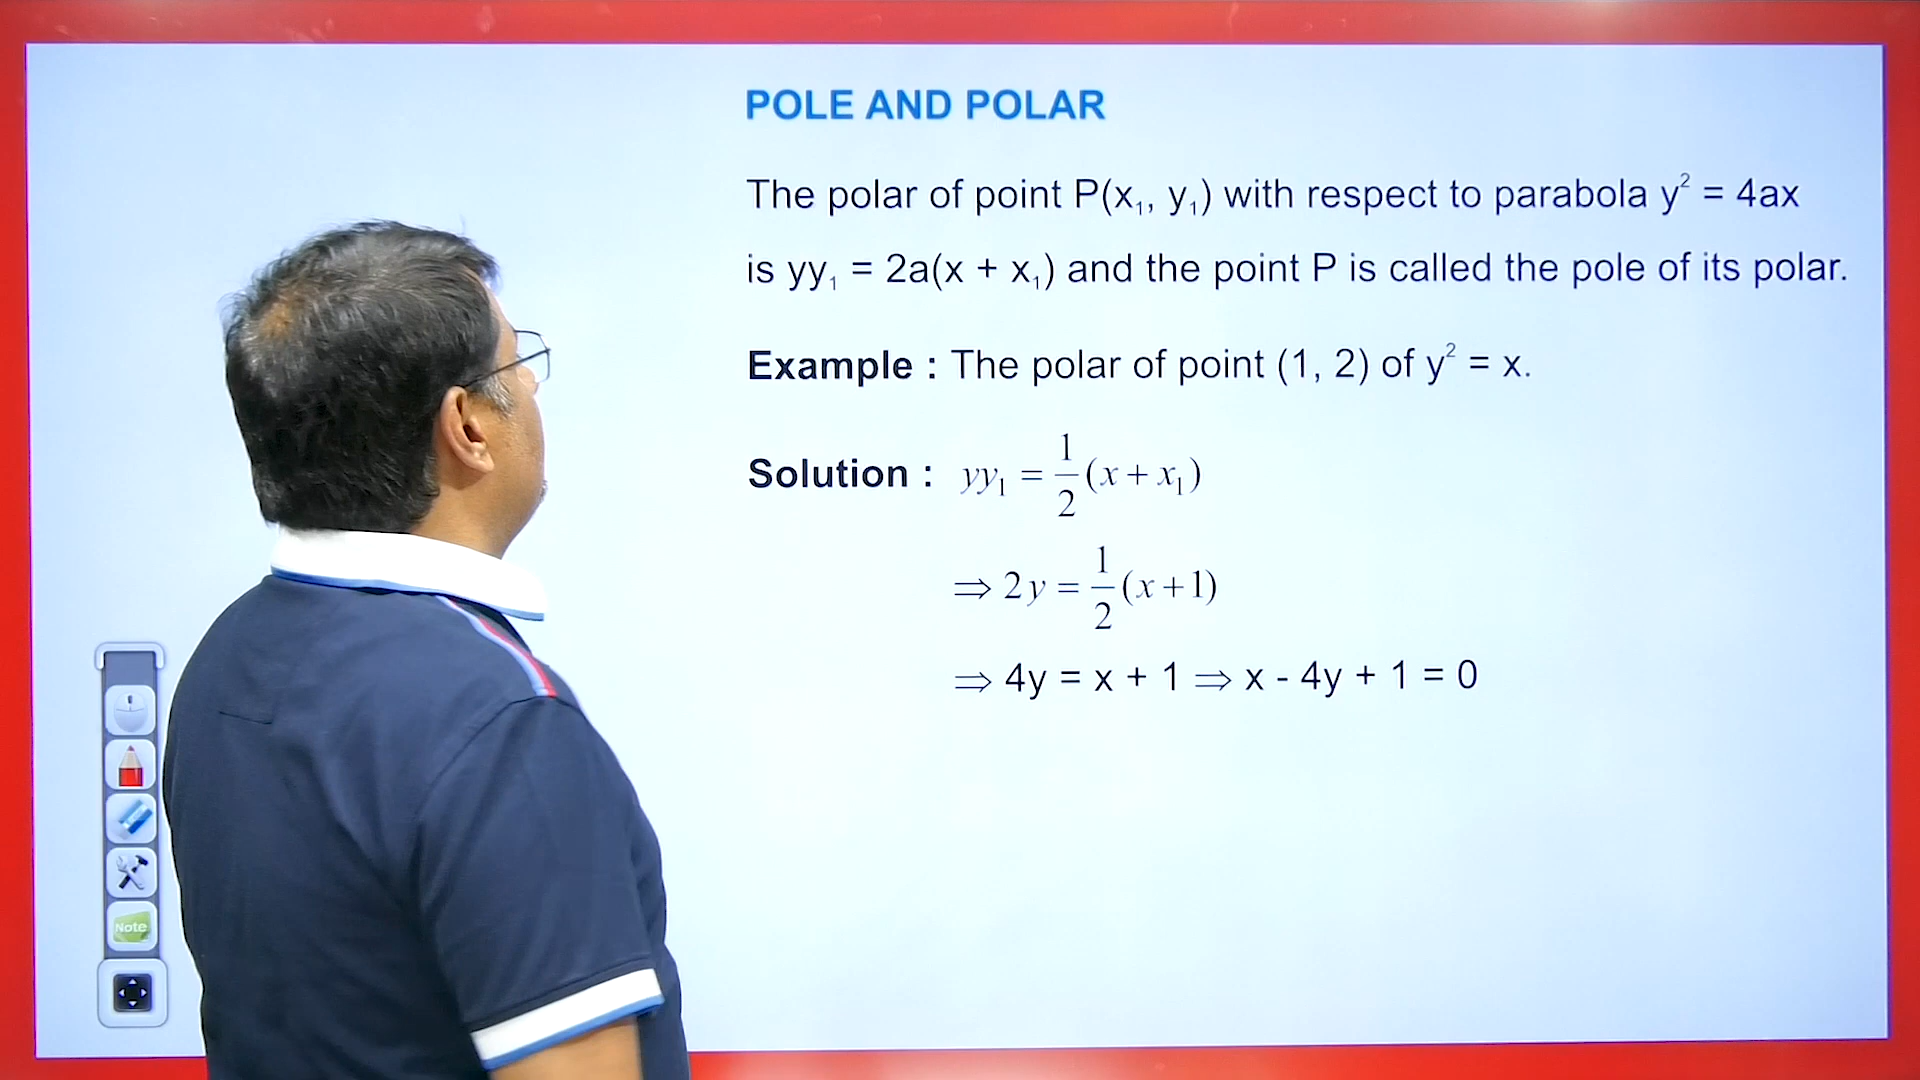 POLE AND POLAR
The polar of point P(x₁, y₁) with respect to parabola y² = 4ax
is yy₁ = 2a(x + x₁) and the point P is called the pole of its polar.
Example : The polar of point (1, 2) of y² = x.
Solution : yy₁ = 1/2 (x + x₁)
⇒ 2y = 1/2 (x + 1)
⇒ 4y = x + 1 ⇒ x - 4y + 1 = 0
Note